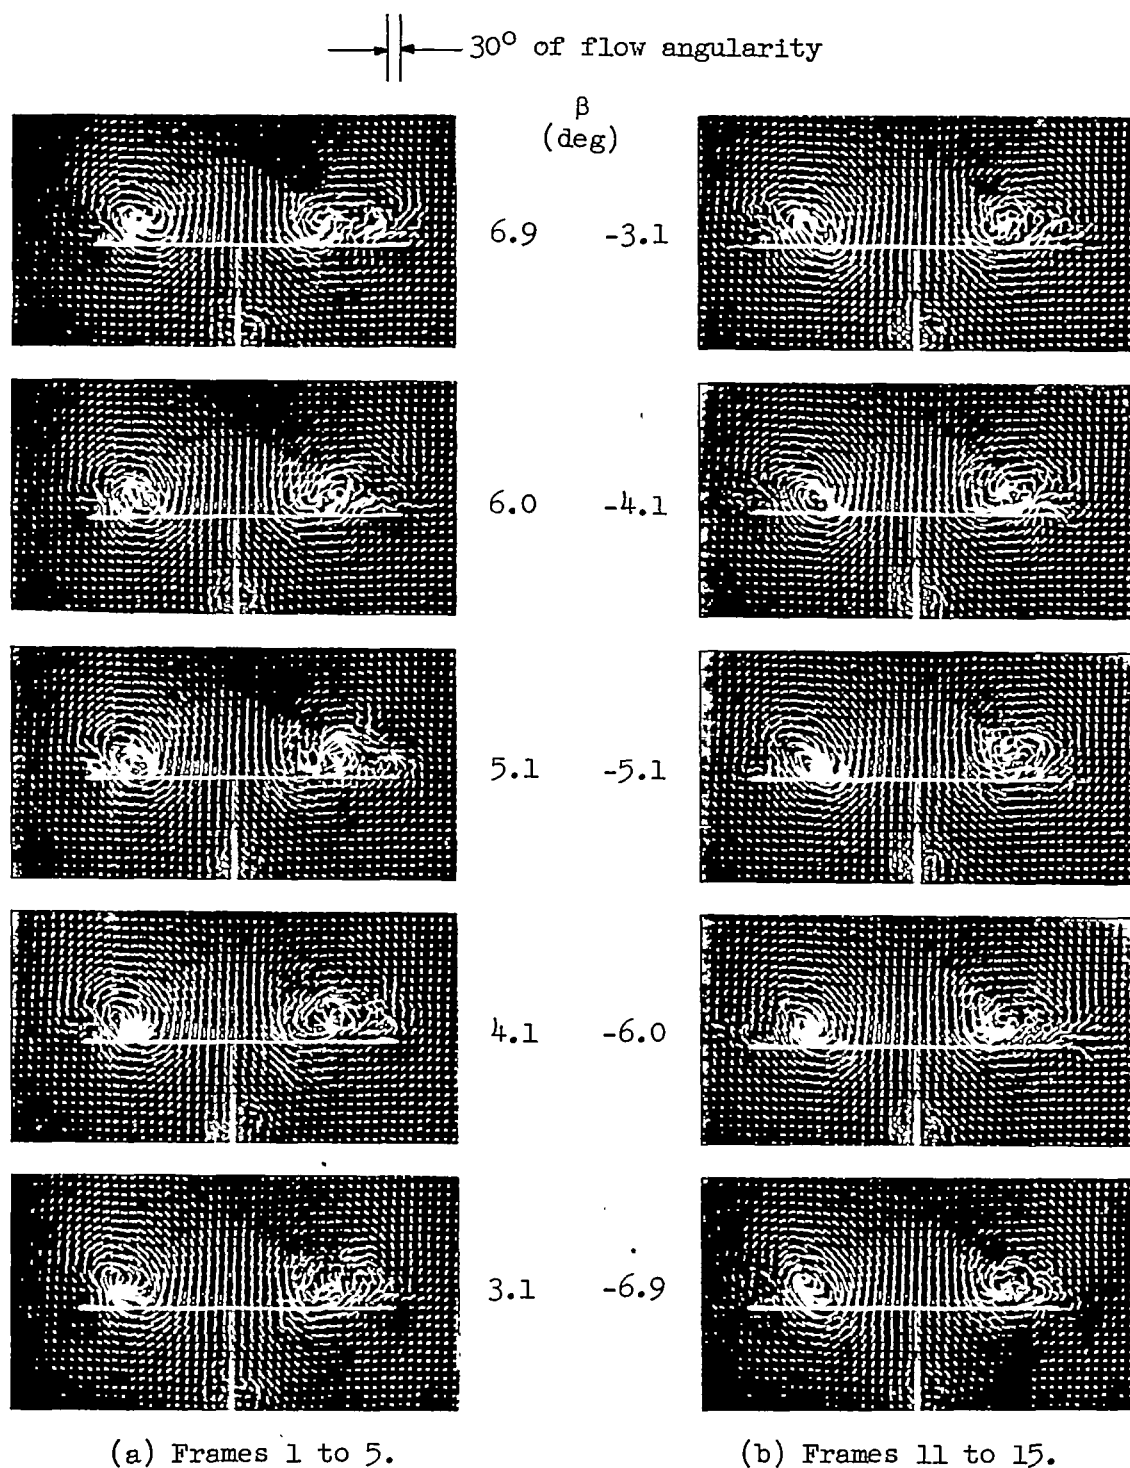 30° of flow angularity
β
(deg)
6.9 -3.1
6.0 -4.1
5.1 -5.1
4.1 -6.0
3.1 -6.9
(a) Frames 1 to 5.
(b) Frames 11 to 15.